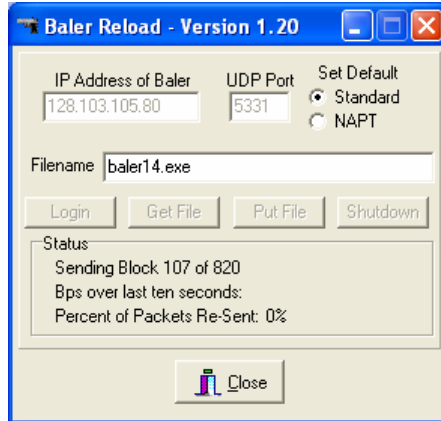 Baler Reload - Version 1.20
IP Address of Baler UDP Port Set Default
128.103.105.80 5331 Standard
NAPT
Filename baler14.exe
Login Get File Put File Shutdown
Status
Sending Block 107 of 820
Bps over last ten seconds:
Percent of Packets Re-Sent: 0%
Close